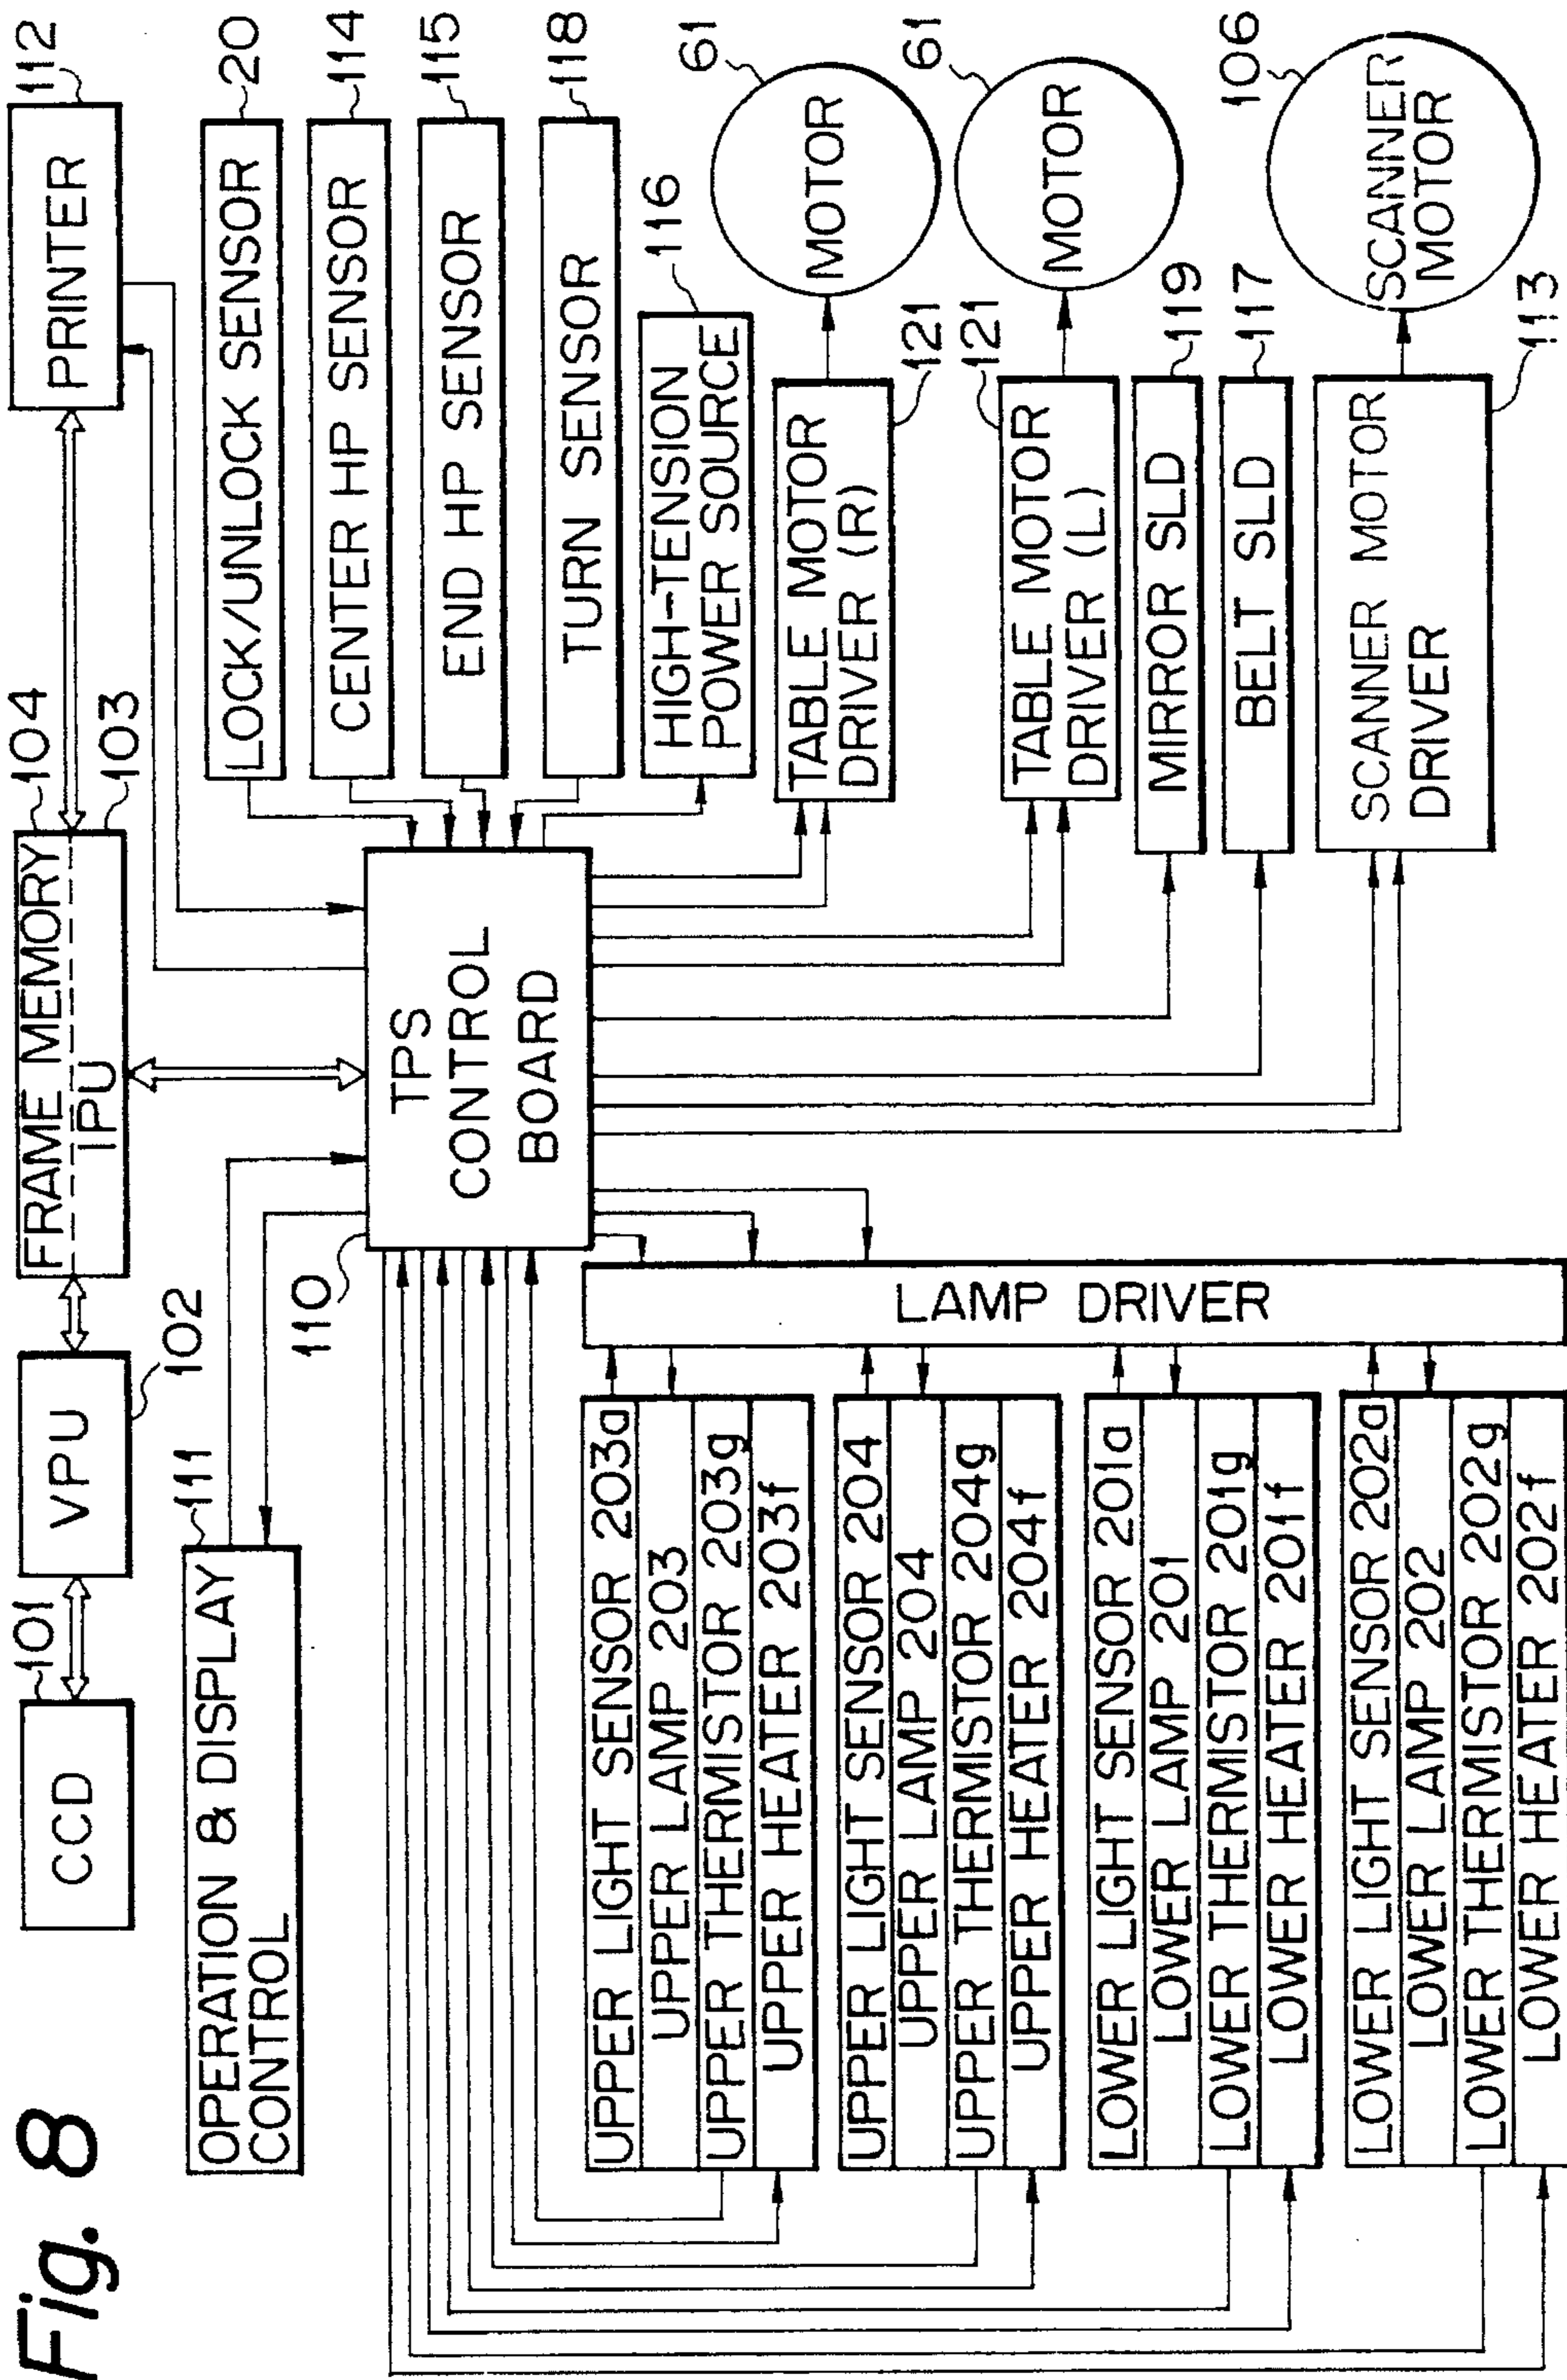 Fig. 8
CCD
101
VPU
102
FRAME MEMORY
IPU
104
103
PRINTER
112
OPERATION & DISPLAY
CONTROL
111
110
TPS
CONTROL
BOARD
LOCK/UNLOCK SENSOR
20
CENTER HP SENSOR
114
END HP SENSOR
115
TURN SENSOR
118
HIGH-TENSION
POWER SOURCE
116
TABLE MOTOR
DRIVER (R)
121
MOTOR
61
TABLE MOTOR
DRIVER (L)
121
MOTOR
61
MIRROR SLD
119
BELT SLD
117
SCANNER MOTOR
DRIVER
113
SCANNER
MOTOR
106
LAMP DRIVER
UPPER LIGHT SENSOR 203a
UPPER LAMP 203
UPPER THERMISTOR 203g
UPPER HEATER 203f
UPPER LIGHT SENSOR 204
UPPER LAMP 204
UPPER THERMISTOR 204g
UPPER HEATER 204f
LOWER LIGHT SENSOR 201a
LOWER LAMP 201
LOWER THERMISTOR 201g
LOWER HEATER 201f
LOWER LIGHT SENSOR 202a
LOWER LAMP 202
LOWER THERMISTOR 202g
LOWER HEATER 202f